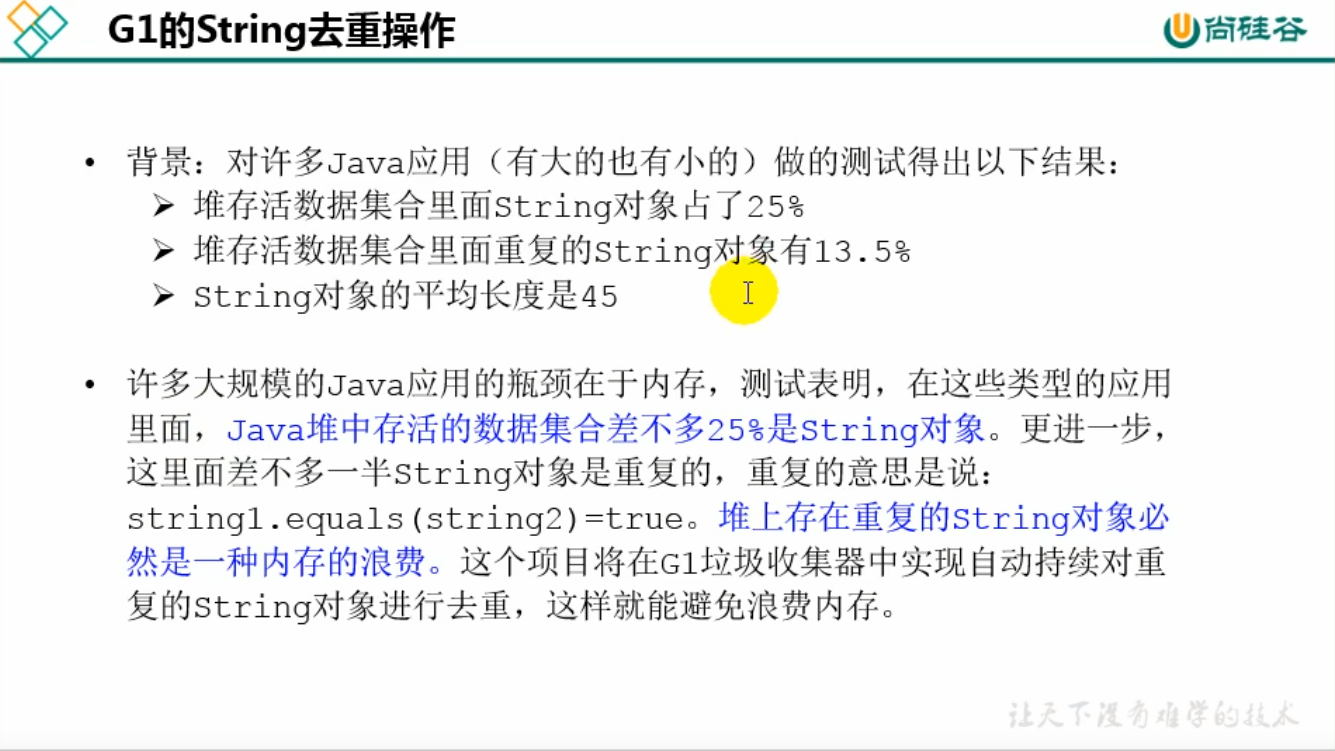 G1的String去重操作
尚硅谷
• 背景：对许多Java应用（有大的也有小的）做的测试得出以下结果：
➢ 堆存活数据集合里面String对象占了25%
➢ 堆存活数据集合里面重复的String对象有13.5%
➢ String对象的平均长度是45
• 许多大规模的Java应用的瓶颈在于内存，测试表明，在这些类型的应用
里面，Java堆中存活的数据集合差不多25%是String对象。更进一步，
这里面差不多一半String对象是重复的，重复的意思是说：
string1.equals(string2)=true。堆上存在重复的String对象必
然是一种内存的浪费。这个项目将在G1垃圾收集器中实现自动持续对重
复的String对象进行去重，这样就能避免浪费内存。
让天下没有难学的技术